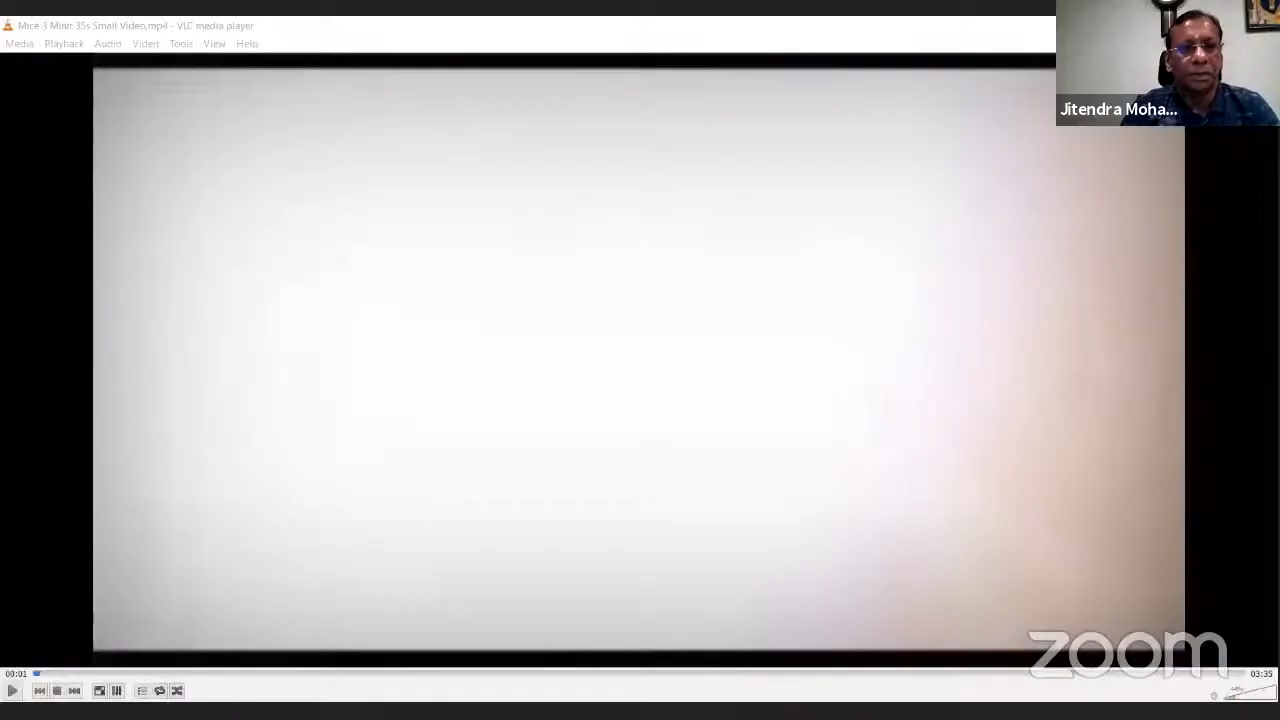 Mice 3 Minit 35s Small Video.mp4 - VLC media player
Media Playback Audio Video Tools View Help
Jitendra Moha...
zoom
00:01
03:35
44%